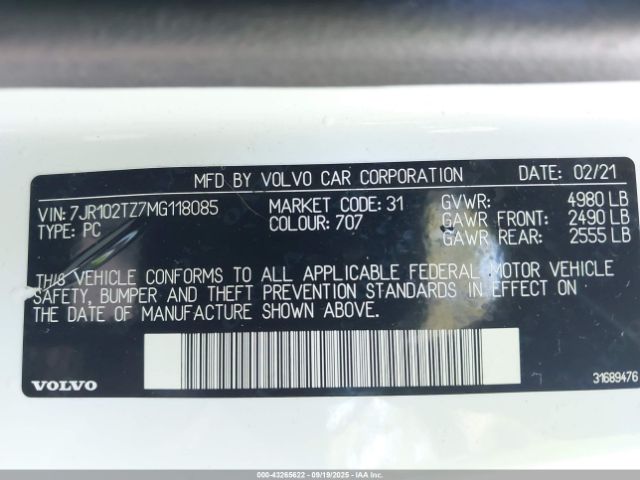 MFD BY VOLVO CAR CORPORATION DATE: 02/21
VIN: 7JR102TZ7MG118085 MARKET CODE: 31 GVWR: 4980 LB
TYPE: PC COLOUR: 707 GAWR FRONT: 2490 LB
GAWR REAR: 2555 LB
THIS VEHICLE CONFORMS TO ALL APPLICABLE FEDERAL MOTOR VEHICLE
SAFETY, BUMPER AND THEFT PREVENTION STANDARDS IN EFFECT ON
THE DATE OF MANUFACTURE SHOWN ABOVE.
VOLVO 31689476
000-43265622 - 09/19/2025 - IAAI.com